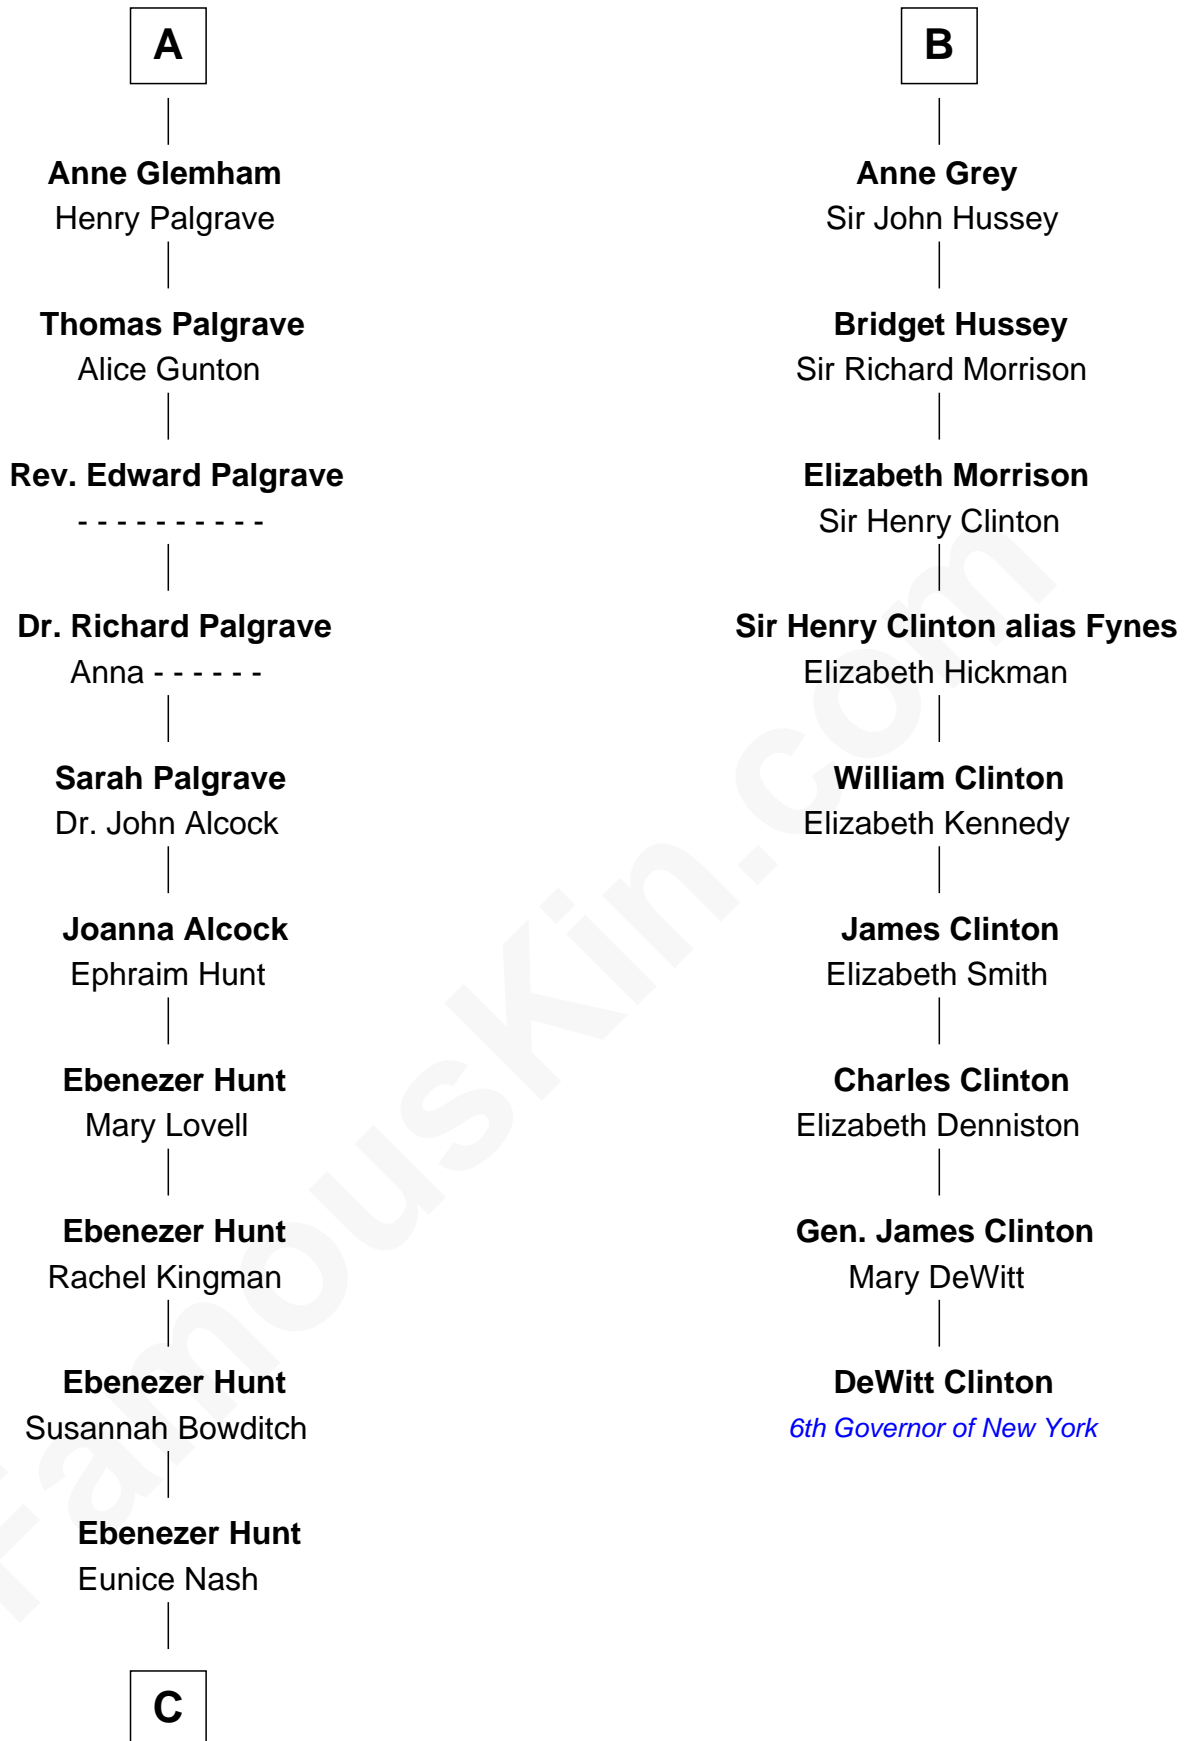 A
Anne Glemham
Henry Palgrave
Thomas Palgrave
Alice Gunton
Rev. Edward Palgrave
- - - - - - - - - -
Dr. Richard Palgrave
Anna - - - - - -
Sarah Palgrave
Dr. John Alcock
Joanna Alcock
Ephraim Hunt
Ebenezer Hunt
Mary Lovell
Ebenezer Hunt
Rachel Kingman
Ebenezer Hunt
Susannah Bowditch
Ebenezer Hunt
Eunice Nash
C
B
Anne Grey
Sir John Hussey
Bridget Hussey
Sir Richard Morrison
Elizabeth Morrison
Sir Henry Clinton
Sir Henry Clinton alias Fynes
Elizabeth Hickman
William Clinton
Elizabeth Kennedy
James Clinton
Elizabeth Smith
Charles Clinton
Elizabeth Denniston
Gen. James Clinton
Mary DeWitt
DeWitt Clinton
6th Governor of New York
FamousKin.com